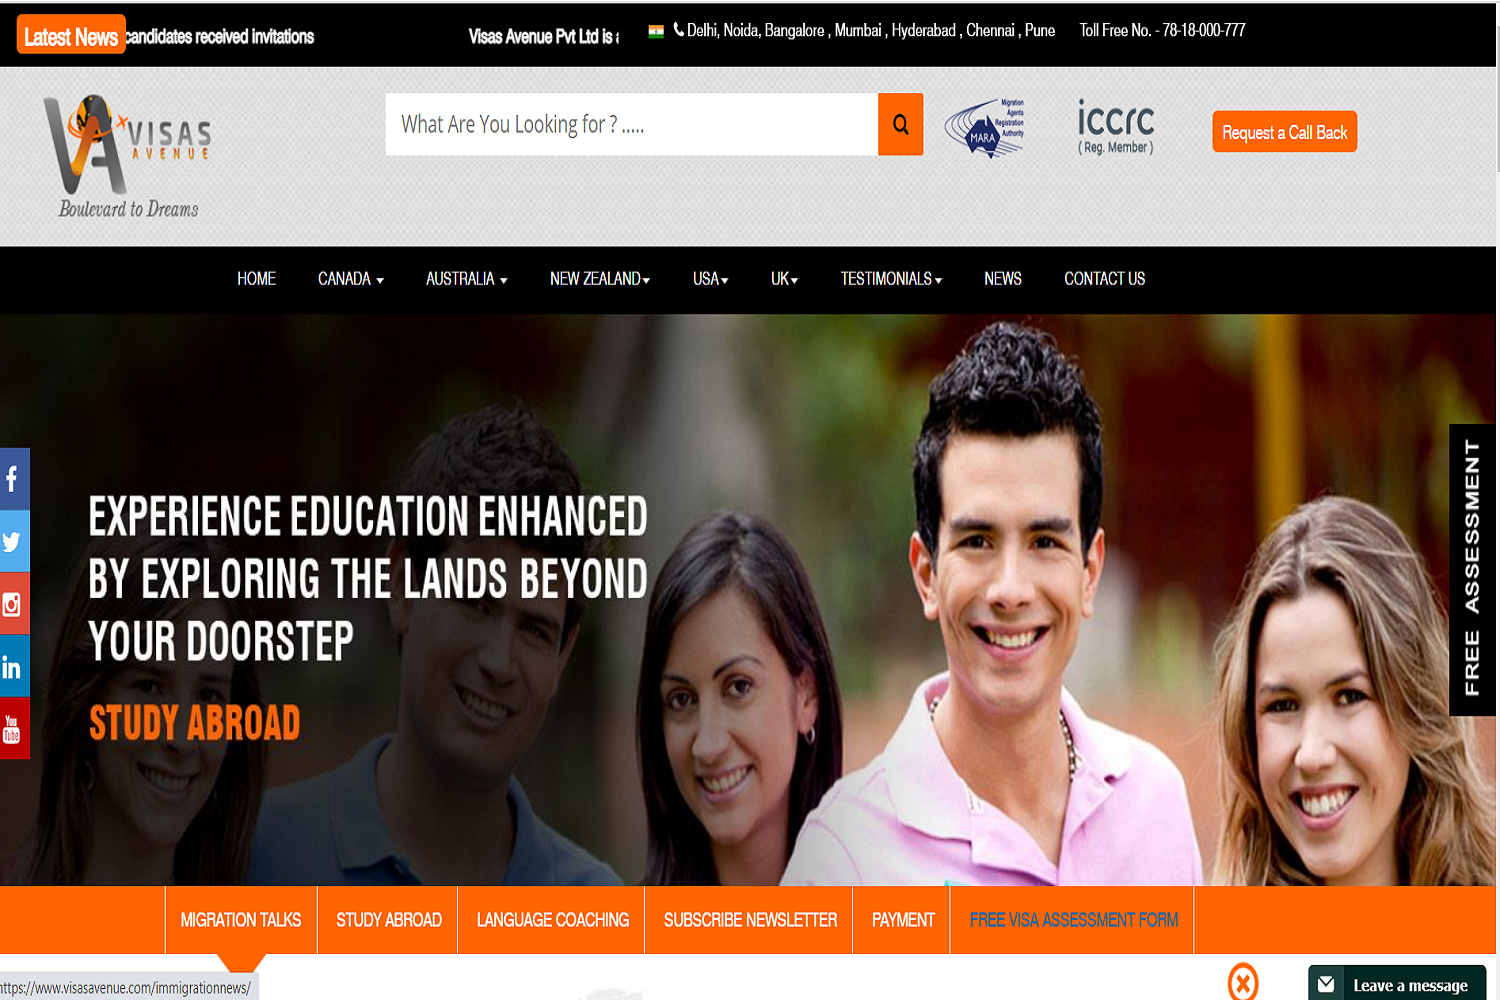 Latest News
candidates received invitations
Visas Avenue Pvt Ltd is
Delhi, Noida, Bangalore , Mumbai , Hyderabad , Chennai , Pune
Toll Free No. - 78-18-000-777
VA VISAS
AVENUE
Boulevard to Dreams
What Are You Looking for ? .....
Migration
Agents
Registration
Authority
MARA
iccrc
( Reg. Member )
Request a Call Back
HOME
CANADA
AUSTRALIA
NEW ZEALAND
USA
UK
TESTIMONIALS
NEWS
CONTACT US
EXPERIENCE EDUCATION ENHANCED
BY EXPLORING THE LANDS BEYOND
YOUR DOORSTEP
STUDY ABROAD
f
in
You
Tube
FREE ASSESSMENT
MIGRATION TALKS
STUDY ABROAD
LANGUAGE COACHING
SUBSCRIBE NEWSLETTER
PAYMENT
FREE VISA ASSESSMENT FORM
https://www.visasavenue.com/immigrationnews/
Leave a message